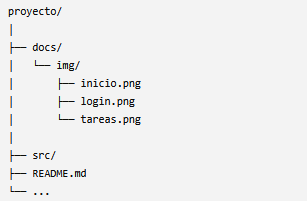 proyecto/
│
├── docs/
│   └── img/
│       ├── inicio.png
│       ├── login.png
│       └── tareas.png
│
├── src/
├── README.md
└── ...